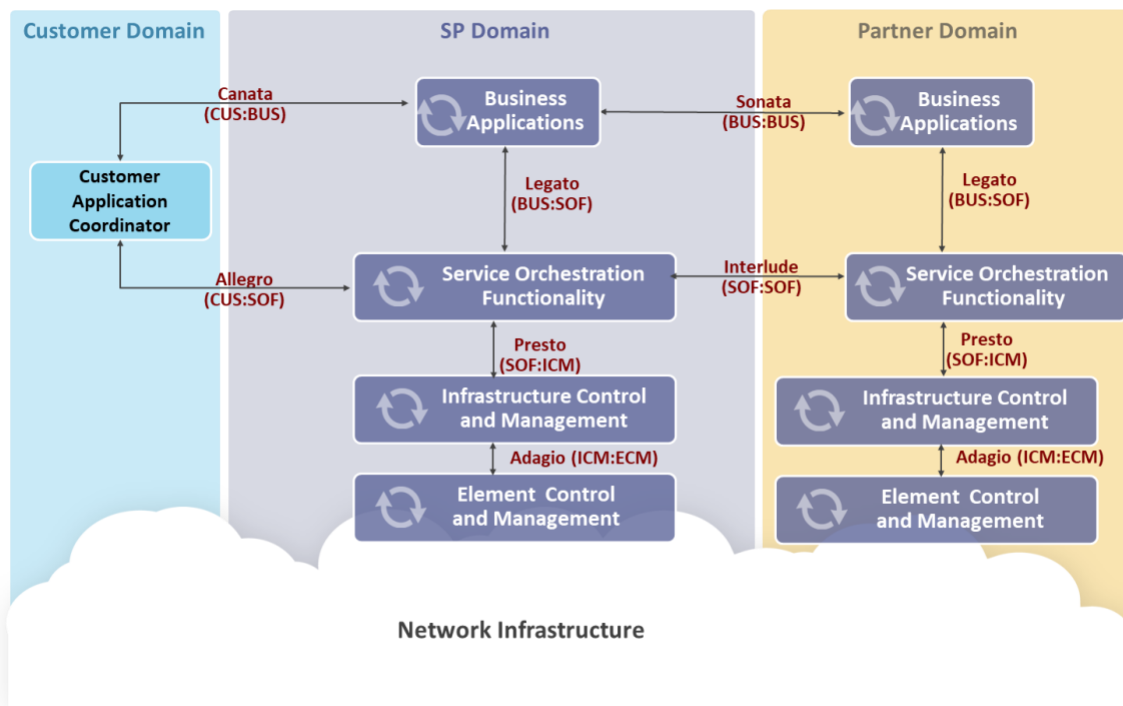 Customer Domain
SP Domain
Partner Domain
Canata
(CUS:BUS)
Business
Applications
Sonata
(BUS:BUS)
Business
Applications
Customer
Application
Coordinator
Legato
(BUS:SOF)
Legato
(BUS:SOF)
Allegro
(CUS:SOF)
Service Orchestration
Functionality
Interlude
(SOF:SOF)
Service Orchestration
Functionality
Presto
(SOF:ICM)
Presto
(SOF:ICM)
Infrastructure Control
and Management
Infrastructure Control
and Management
Adagio (ICM:ECM)
Adagio (ICM:ECM)
Element Control
and Management
Element Control
and Management
Network Infrastructure